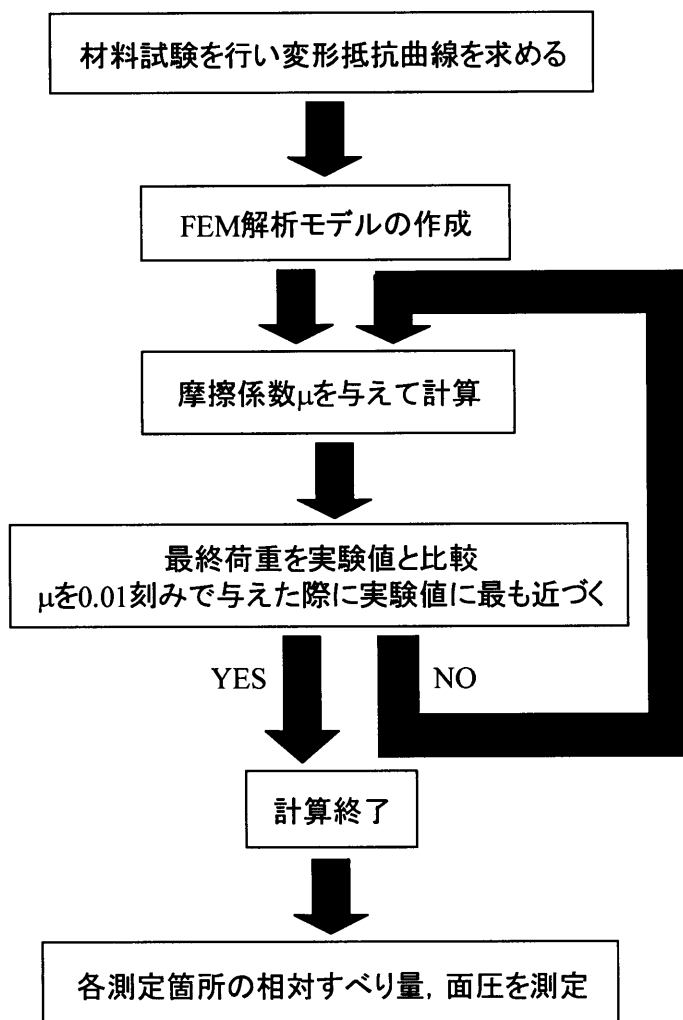 材料試験を行い変形抵抗曲線を求める
FEM解析モデルの作成
摩擦係数μを与えて計算
最終荷重を実験値と比較
μを0.01刻みで与えた際に実験値に最も近づく
YES
NO
計算終了
各測定箇所の相対すべり量, 面圧を測定